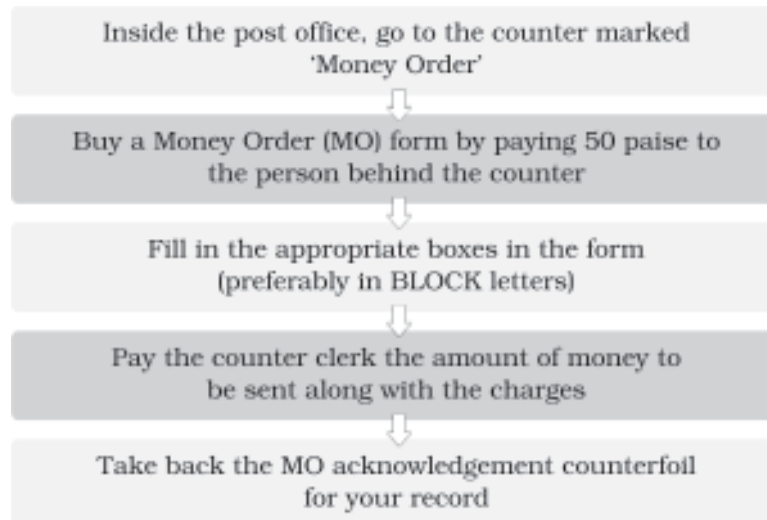 Inside the post office, go to the counter marked
‘Money Order’
Buy a Money Order (MO) form by paying 50 paise to
the person behind the counter
Fill in the appropriate boxes in the form
(preferably in BLOCK letters)
Pay the counter clerk the amount of money to
be sent along with the charges
Take back the MO acknowledgement counterfoil
for your record